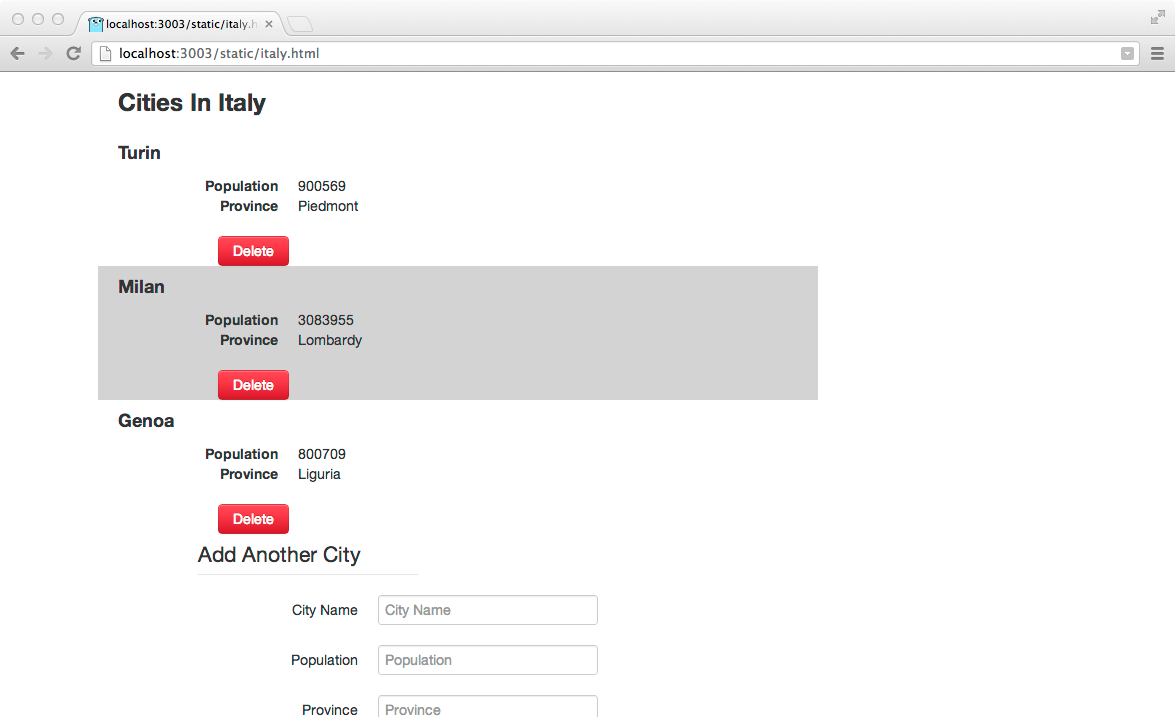 localhost:3003/static/italy.h
localhost:3003/static/italy.html
Cities In Italy
Turin
Population 900569
Province Piedmont
Delete
Milan
Population 3083955
Province Lombardy
Delete
Genoa
Population 800709
Province Liguria
Delete
Add Another City
City Name City Name
Population Population
Province Province